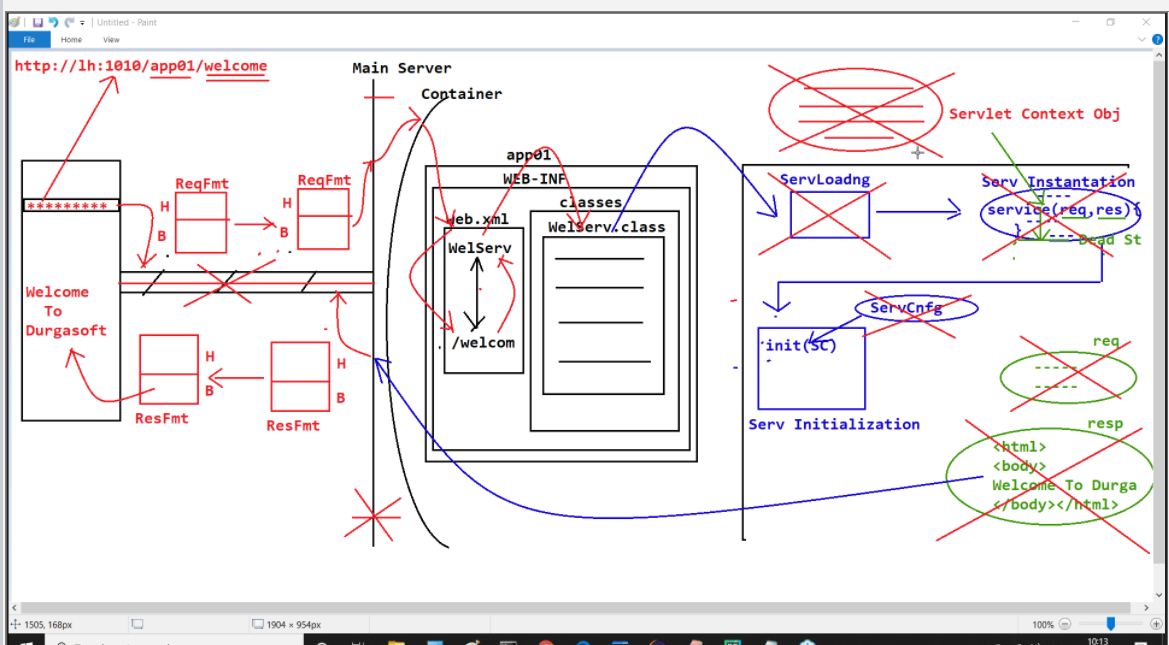 Untitled - Paint
File
Home
View
http://lh:1010/app01/welcome
Main Server
Container
Servlet Context Obj
app01
WEB-INF
classes
web.xml
WelServ.class
WelServ
/welcom
ReqFmt
H
B
ReqFmt
H
B
*********
Welcome
To
Durgasoft
H
B
ResFmt
H
B
ResFmt
ServLoadng
Serv Instantation
service(req,res){
}
Dead St
ServCnfg
init(SC)
Serv Initialization
req
-----
-----
resp
<html>
<body>
Welcome To Durga
</body></html>
1505, 168px
1904 × 954px
100%
10:13